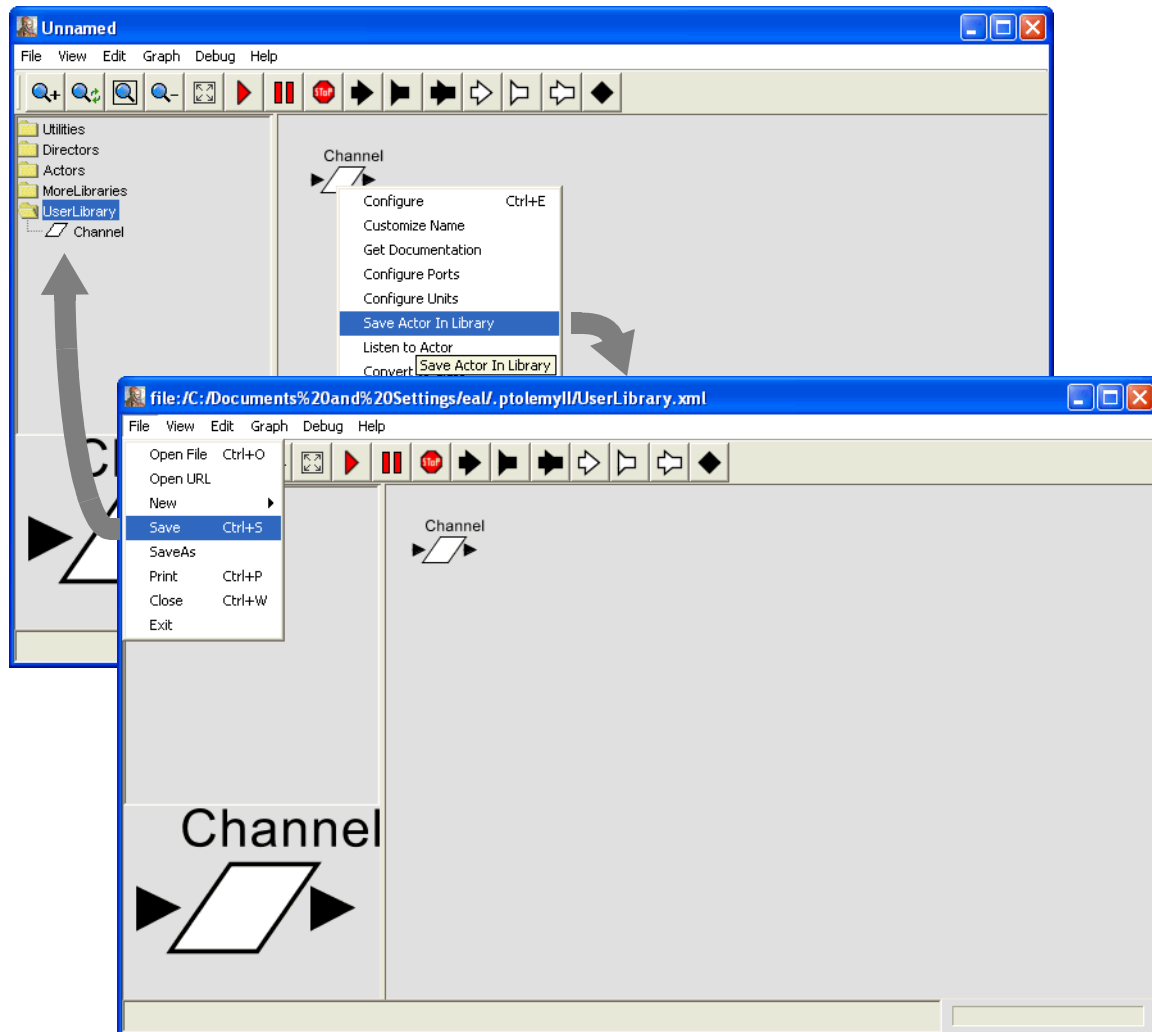 Unnamed
File View Edit Graph Debug Help
STOP
Utilities
Directors
Actors
MoreLibraries
UserLibrary
Channel
Channel
Configure Ctrl+E
Customize Name
Get Documentation
Configure Ports
Configure Units
Save Actor In Library
Listen to Actor
Convert
Save Actor In Library
file:/C:/Documents%20and%20Settings/eal/.ptolemyII/UserLibrary.xml
File View Edit Graph Debug Help
STOP
Open File Ctrl+O
Open URL
New
Save Ctrl+S
SaveAs
Print Ctrl+P
Close Ctrl+W
Exit
Channel
Channel